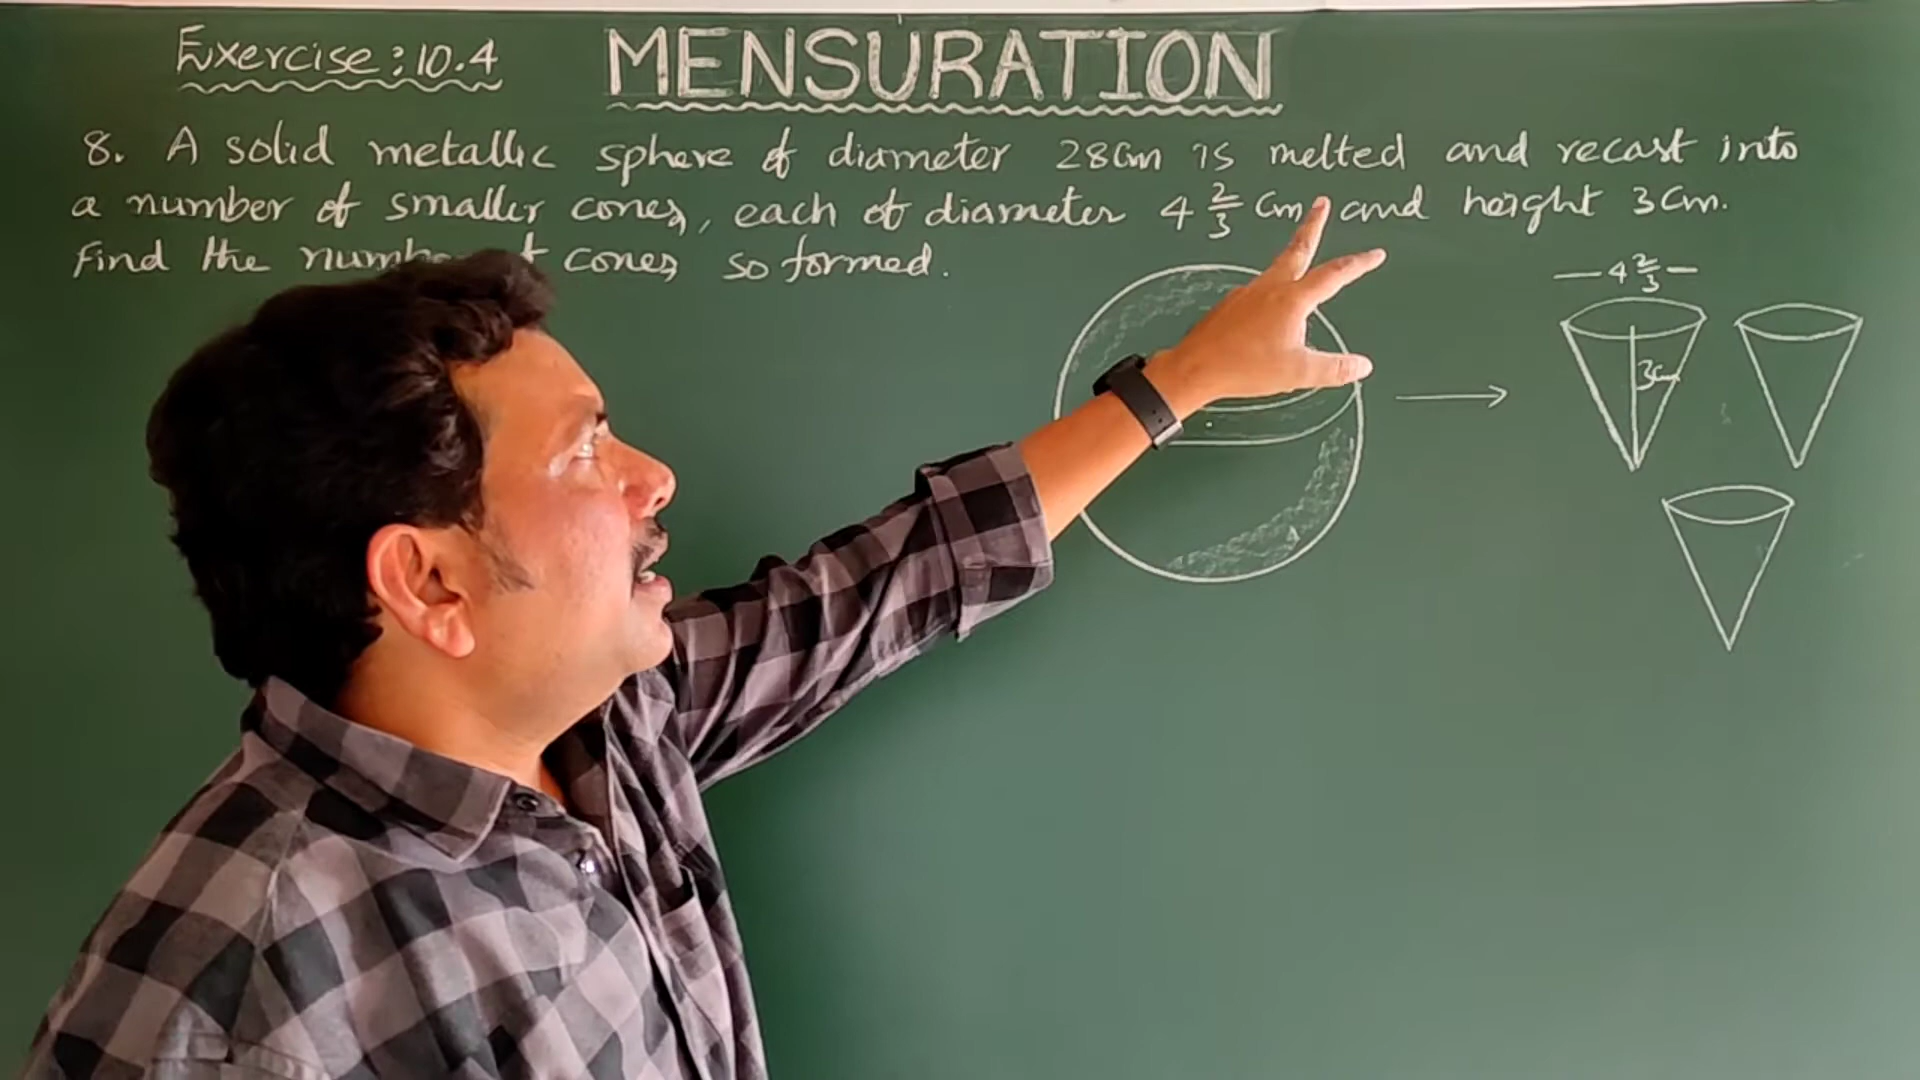 Exercise: 10.4
MENSURATION
8. A solid metallic sphere of diameter 28cm is melted and recast into
a number of smaller cones, each of diameter 4 2/3 cm and height 3cm.
Find the cones so formed.
4 2/3
3cm